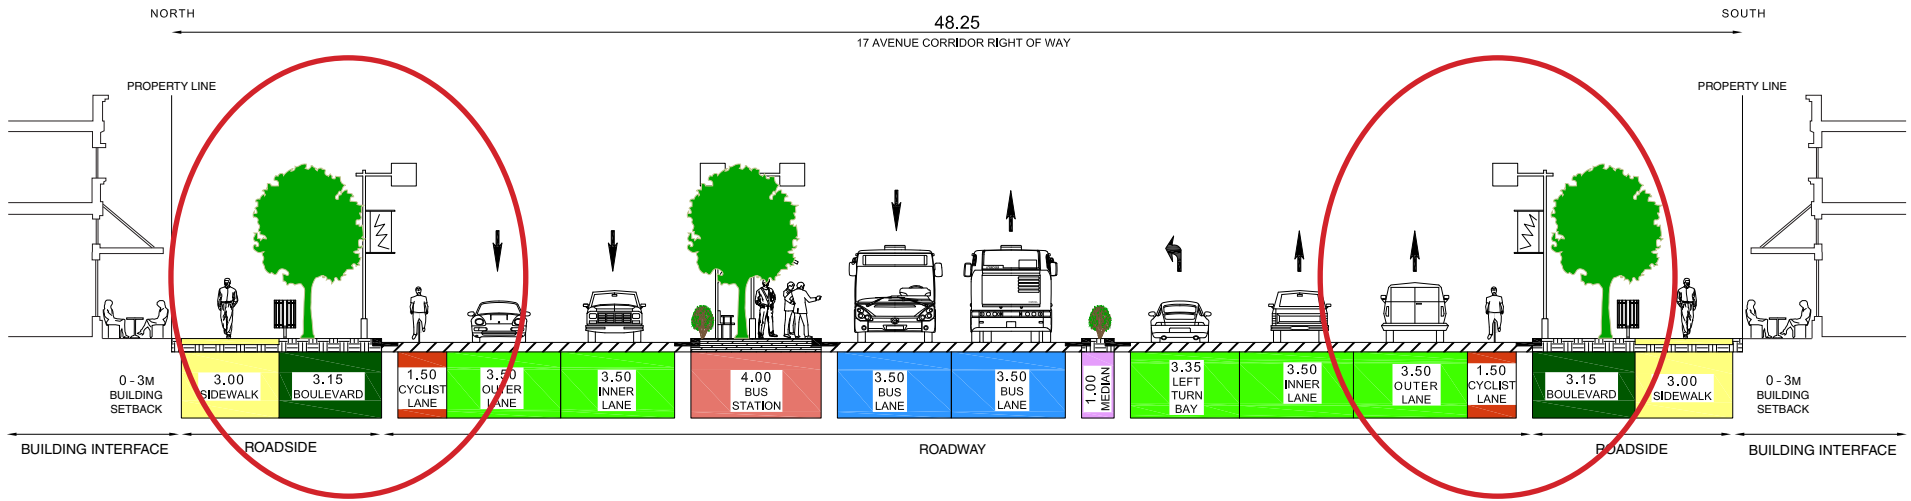 NORTH
SOUTH
48.25
17 AVENUE CORRIDOR RIGHT OF WAY
PROPERTY LINE
PROPERTY LINE
0 - 3M
BUILDING
SETBACK
3.00
SIDEWALK
3.15
BOULEVARD
1.50
CYCLIST
LANE
3.50
OUTER
LANE
3.50
INNER
LANE
4.00
BUS
STATION
3.50
BUS
LANE
3.50
BUS
LANE
1.00
MEDIAN
3.35
LEFT
TURN
BAY
3.50
INNER
LANE
3.50
OUTER
LANE
1.50
CYCLIST
LANE
3.15
BOULEVARD
3.00
SIDEWALK
0 - 3M
BUILDING
SETBACK
BUILDING INTERFACE
ROADSIDE
ROADWAY
ROADSIDE
BUILDING INTERFACE